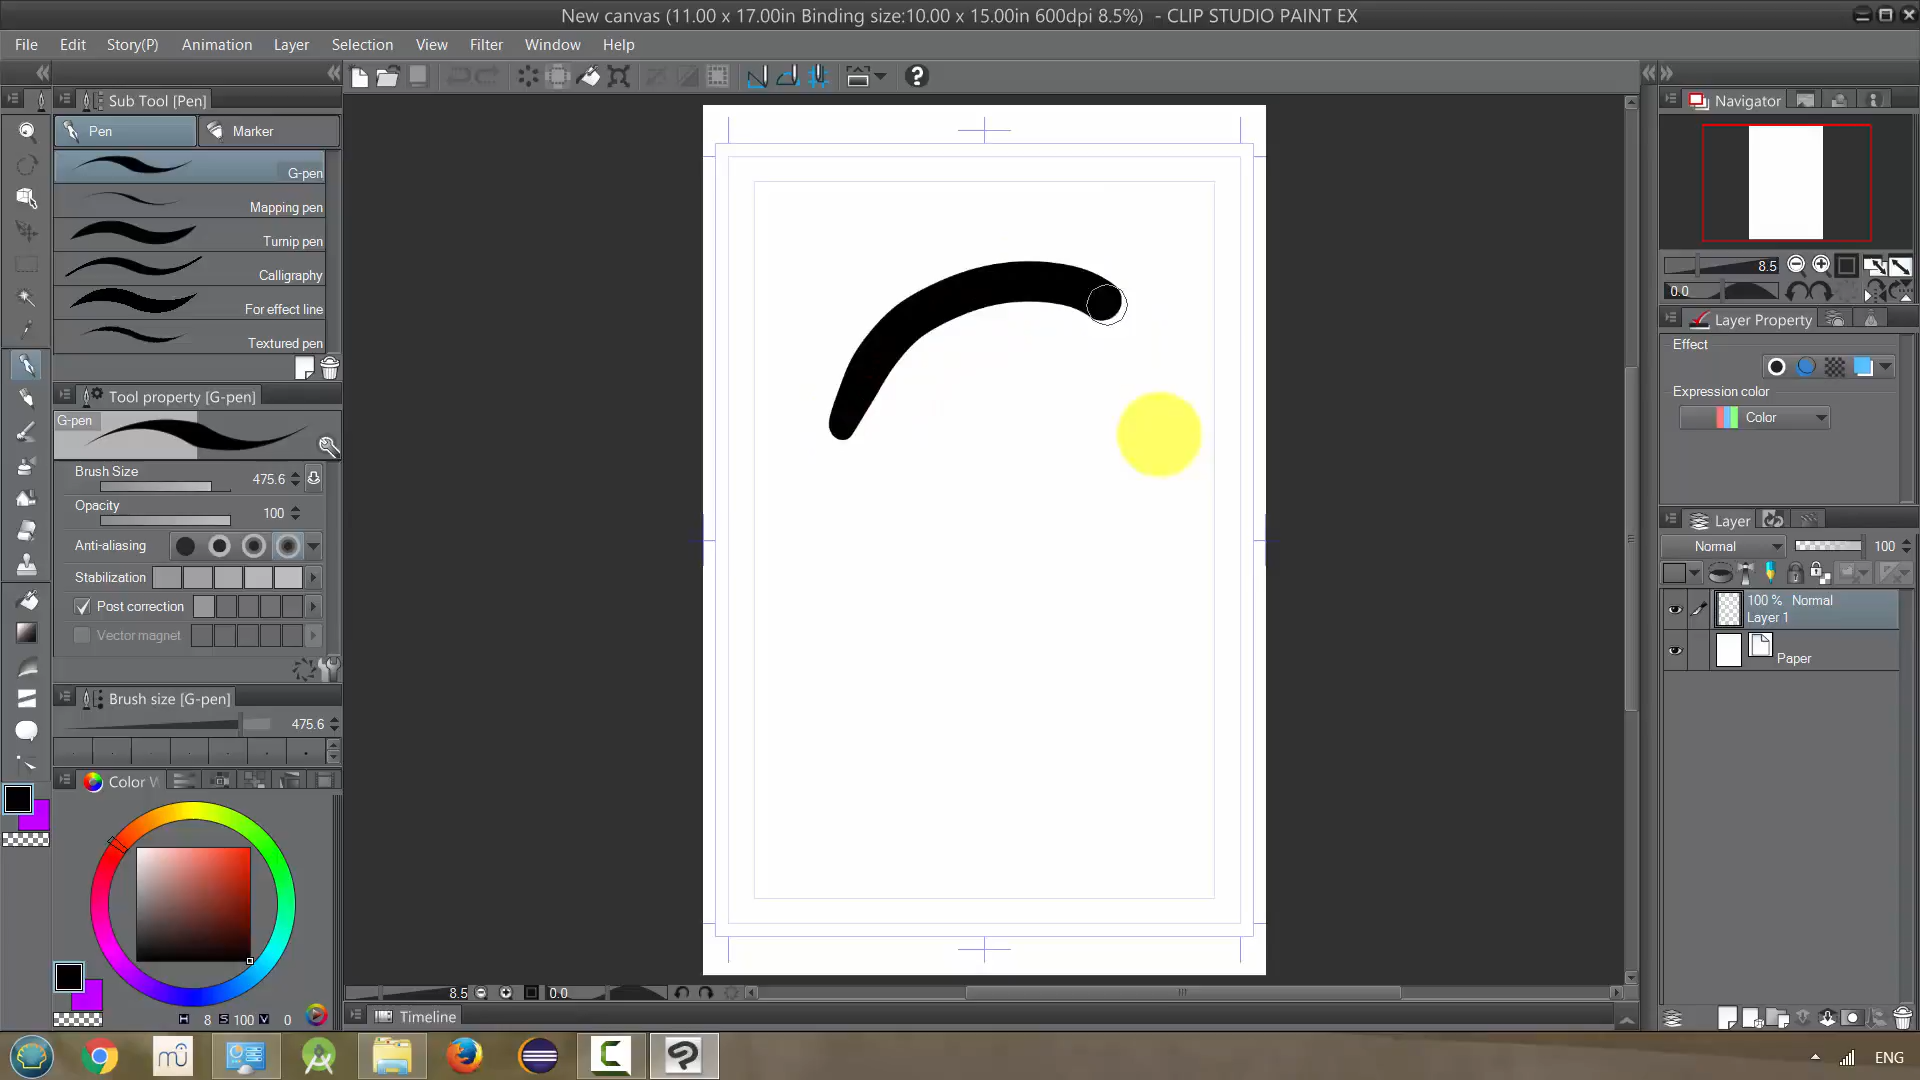 New canvas (11.00 x 17.00in Binding size:10.00 x 15.00in 600dpi 8.5%) - CLIP STUDIO PAINT EX
File Edit Story(P) Animation Layer Selection View Filter Window Help
Sub Tool [Pen]
Pen Marker
G-pen
Mapping pen
Turnip pen
Calligraphy
For effect line
Textured pen
Tool property [G-pen]
G-pen
Brush Size 475.6
Opacity 100
Anti-aliasing
Stabilization
Post correction
Vector magnet
Brush size [G-pen]
475.6
Color W
H 8 S 100 V 0
8.5 0.0
Timeline
Navigator
8.5
0.0
Layer Property
Effect
Expression color
Color
Layer
Normal 100
100 % Normal
Layer 1
Paper
mu
C
ENG